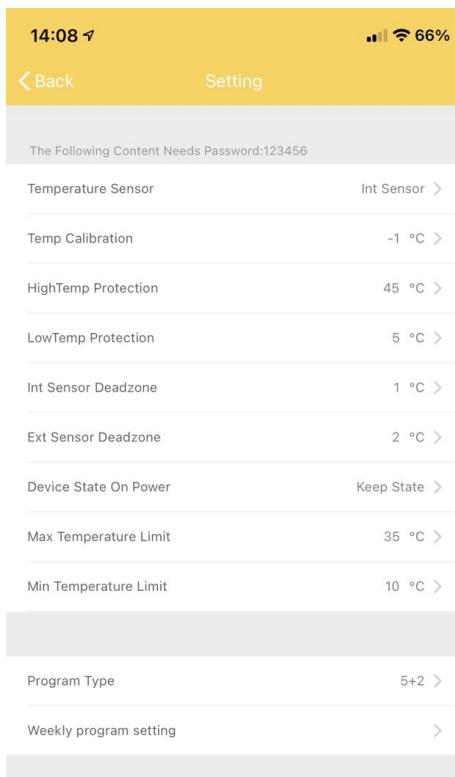 14:08 66%
Back Setting
The Following Content Needs Password:123456
Temperature Sensor Int Sensor
Temp Calibration -1 °C
HighTemp Protection 45 °C
LowTemp Protection 5 °C
Int Sensor Deadzone 1 °C
Ext Sensor Deadzone 2 °C
Device State On Power Keep State
Max Temperature Limit 35 °C
Min Temperature Limit 10 °C
Program Type 5+2
Weekly program setting